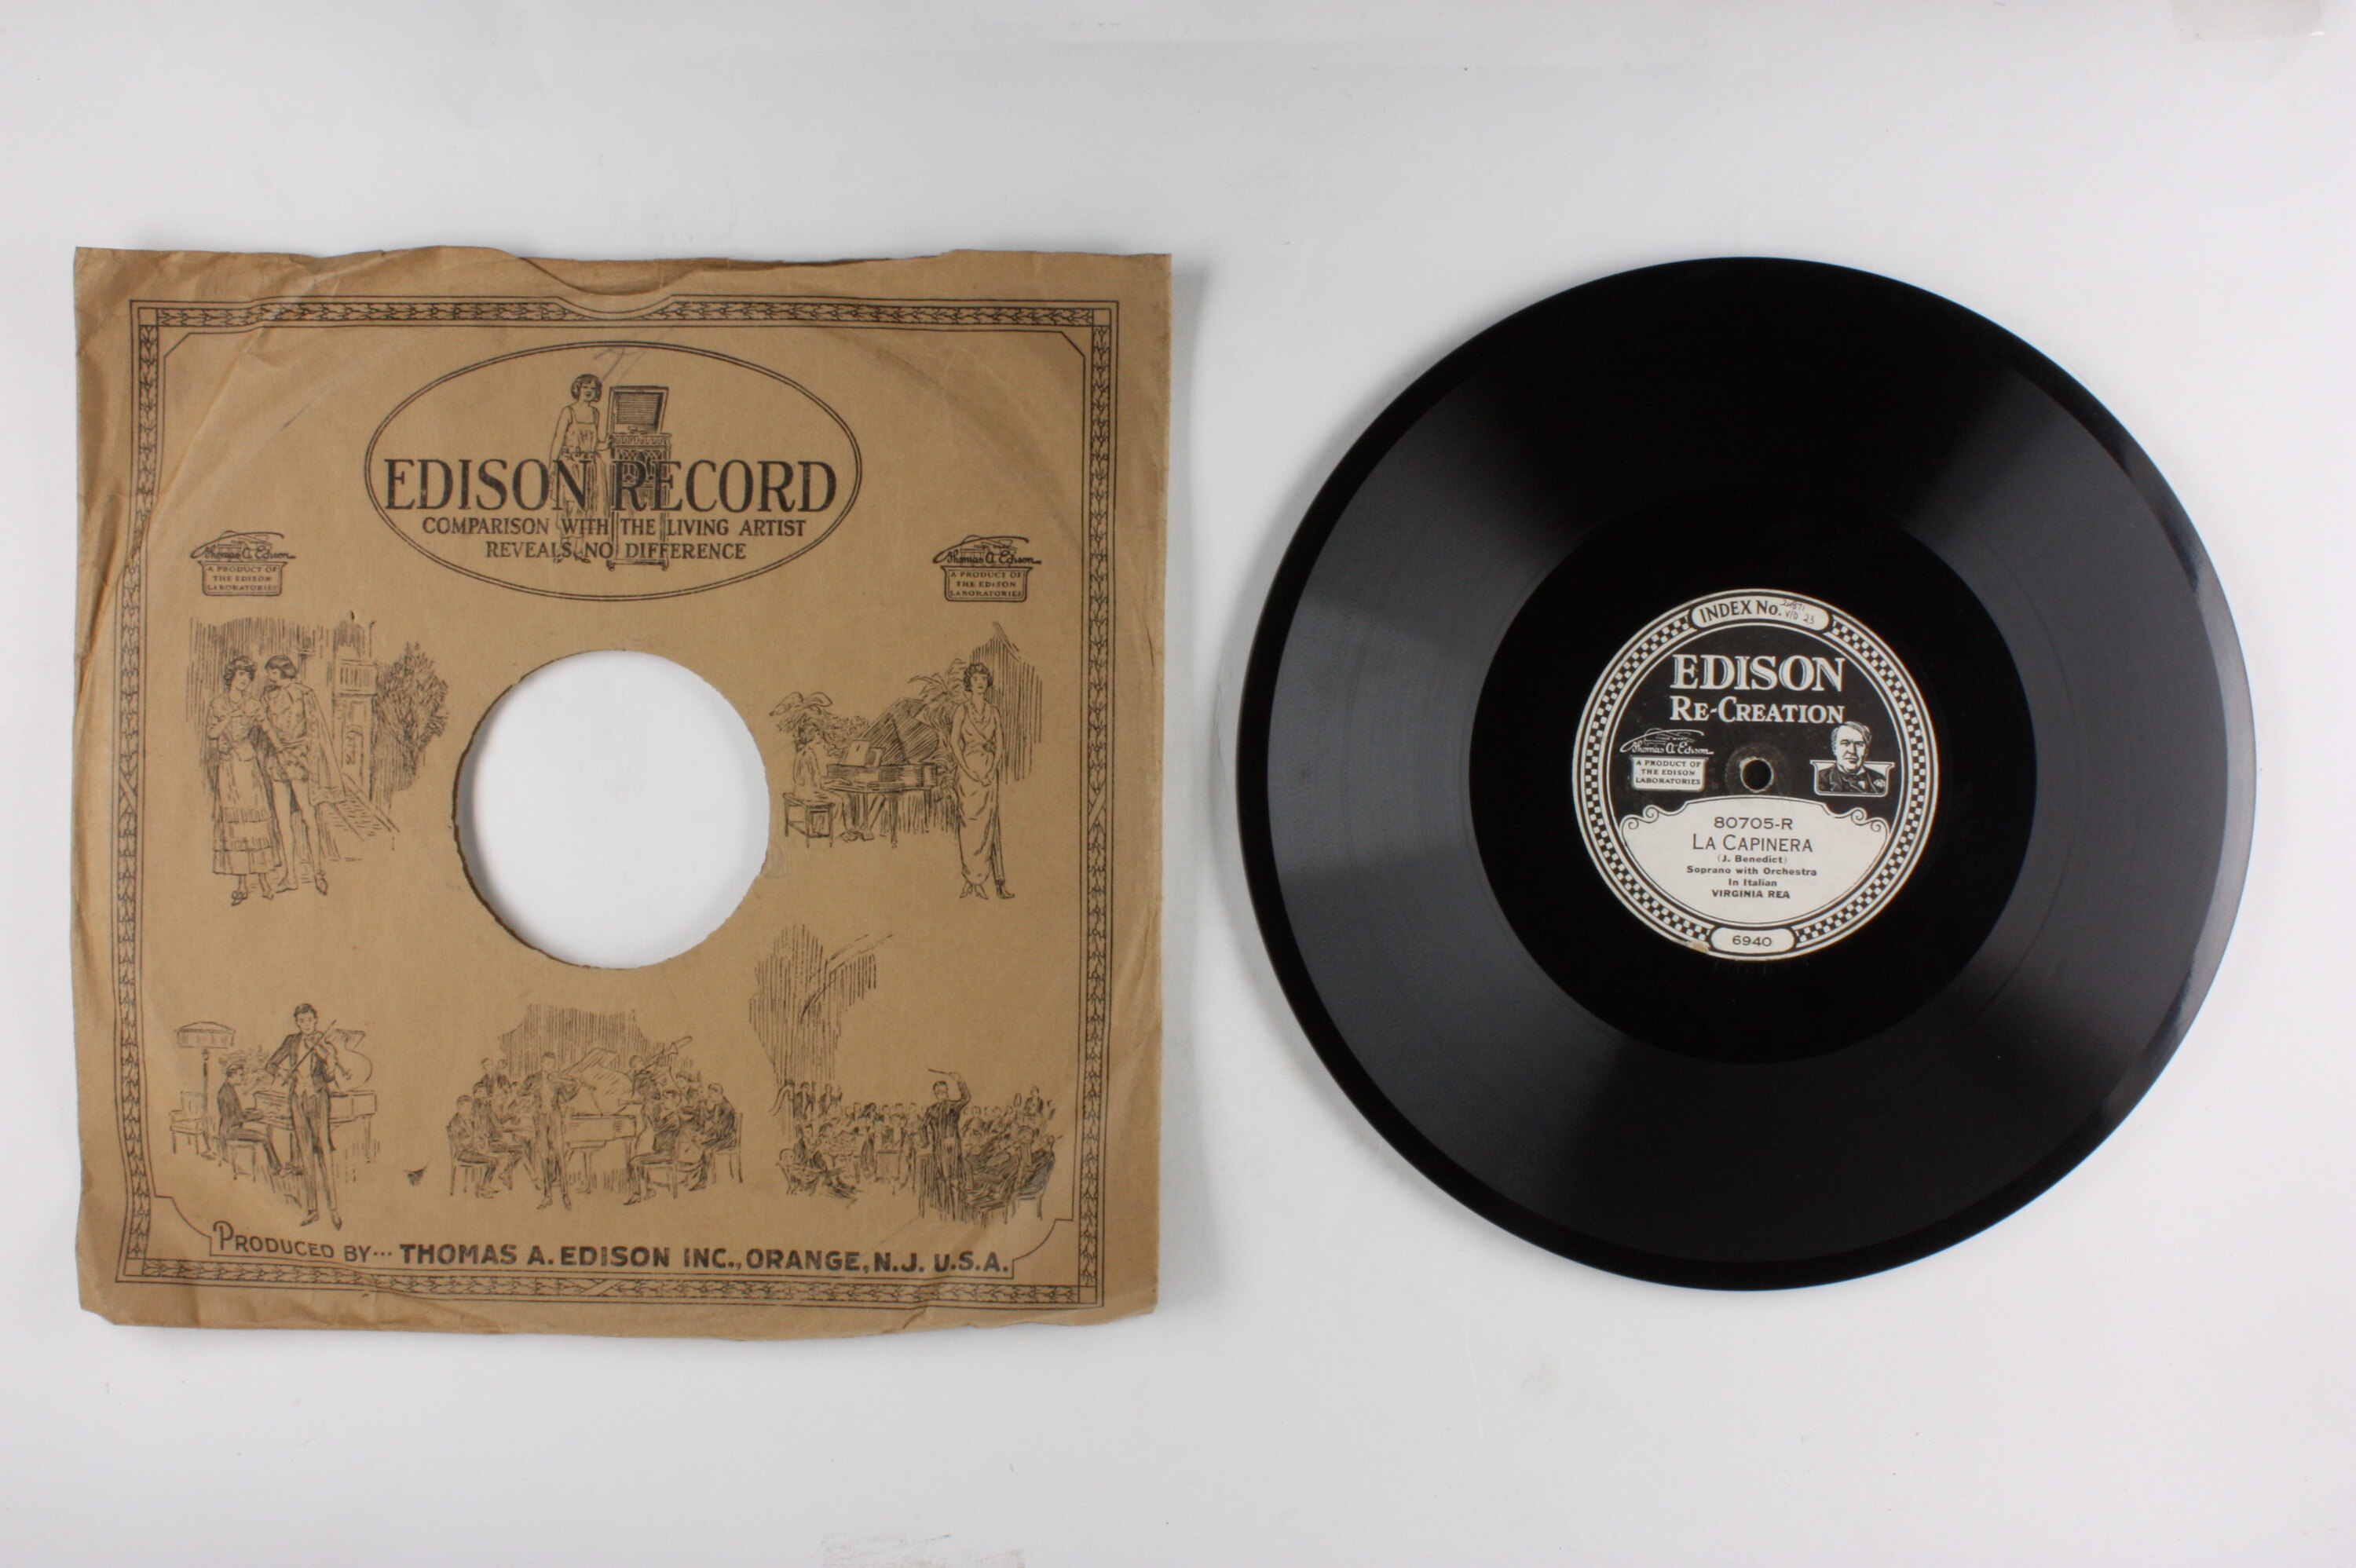 EDISON RECORD
COMPARISON WITH THE LIVING ARTIST
REVEALS NO DIFFERENCE
Thomas A. Edison
A PRODUCT OF
THE EDISON
LABORATORIES
Thomas A. Edison
A PRODUCT OF
THE EDISON
LABORATORIES
PRODUCED BY... THOMAS A. EDISON INC., ORANGE, N.J. U.S.A.
INDEX No.
EDISON
RE-CREATION
Thomas A. Edison
A PRODUCT OF
THE EDISON
LABORATORIES
80705-R
LA CAPINERA
(J. Benedict)
Soprano with Orchestra
In Italian
VIRGINIA REA
6940